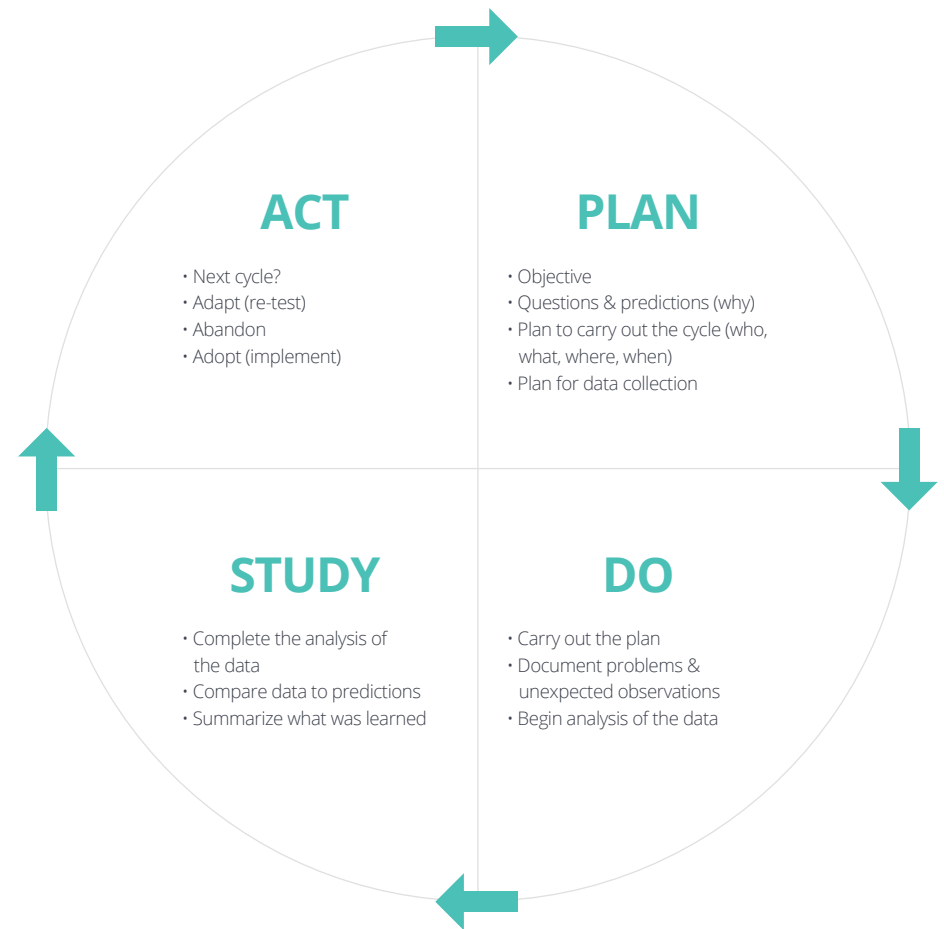 ACT
• Next cycle?
• Adapt (re-test)
• Abandon
• Adopt (implement)
PLAN
• Objective
• Questions & predictions (why)
• Plan to carry out the cycle (who,
what, where, when)
• Plan for data collection
STUDY
• Complete the analysis of
the data
• Compare data to predictions
• Summarize what was learned
DO
• Carry out the plan
• Document problems &
unexpected observations
• Begin analysis of the data